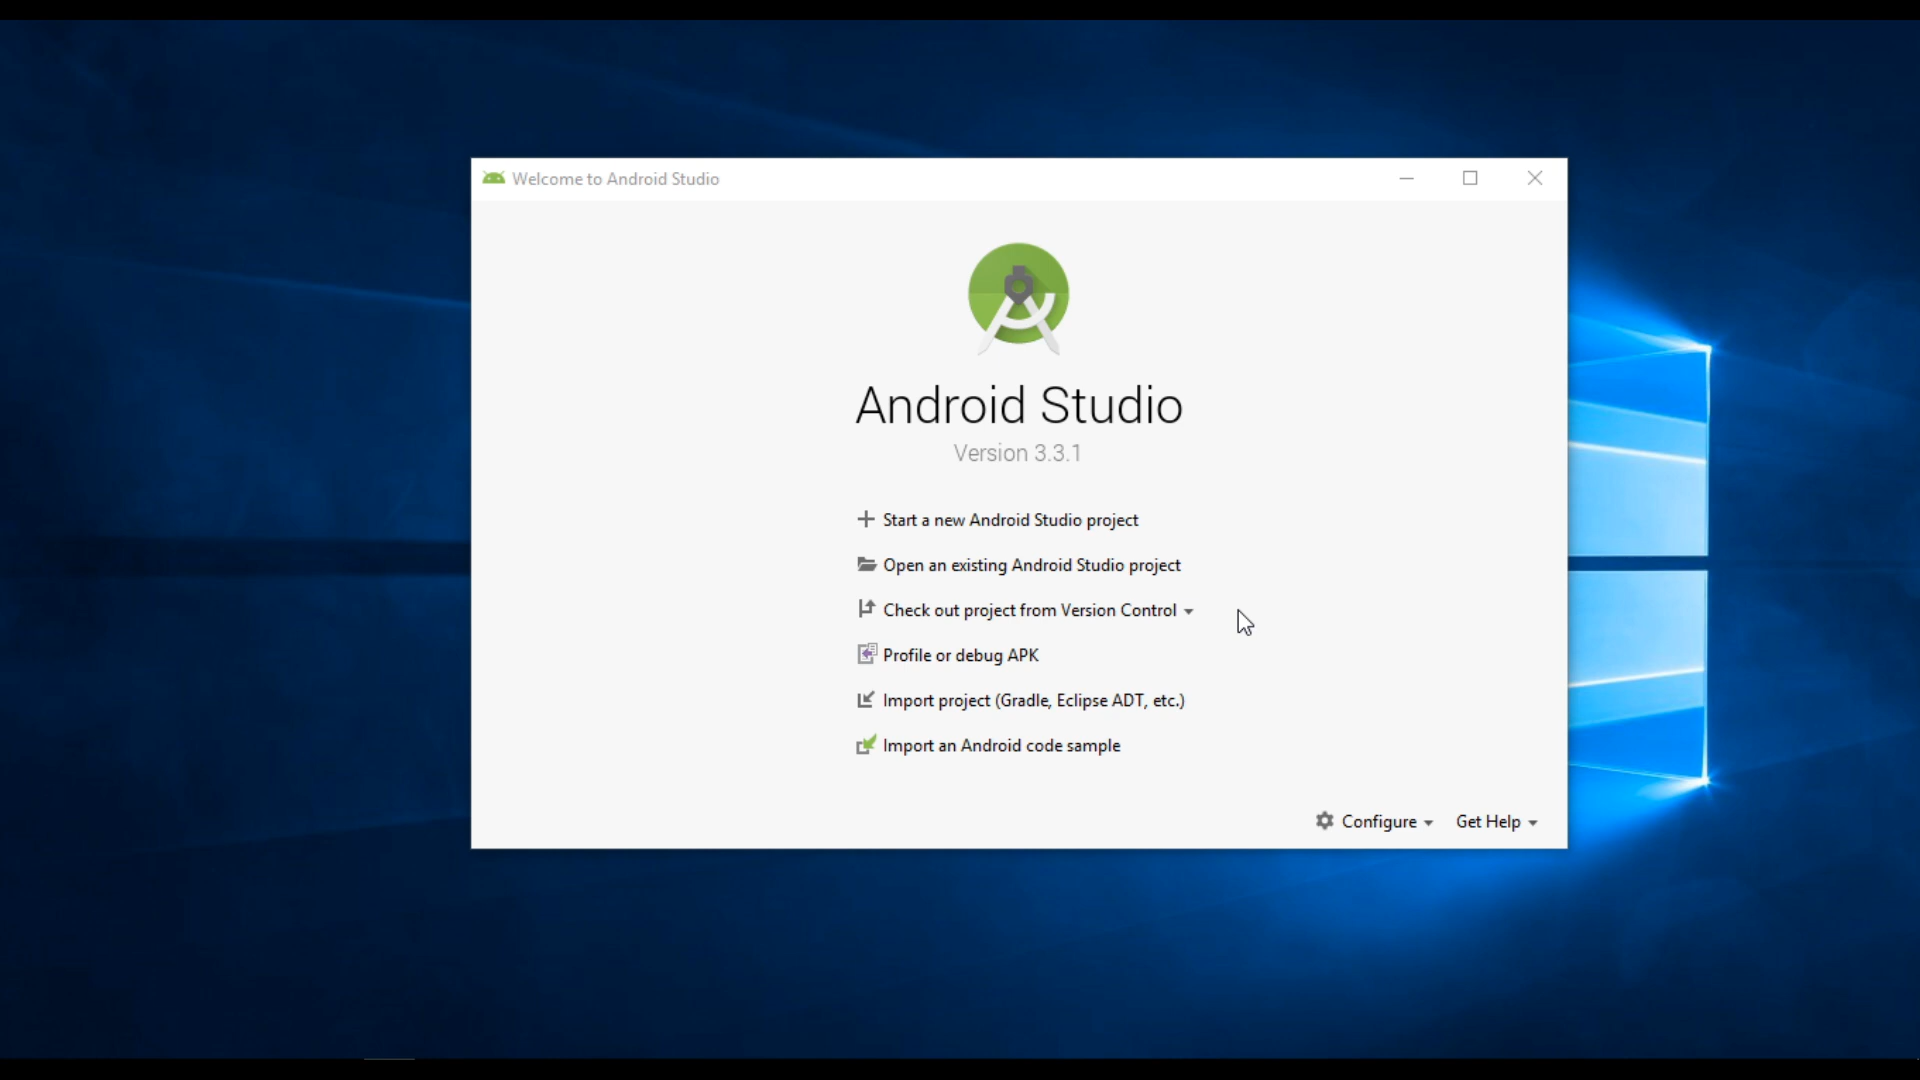 Welcome to Android Studio
Android Studio
Version 3.3.1
Start a new Android Studio project
Open an existing Android Studio project
Check out project from Version Control
Profile or debug APK
Import project (Gradle, Eclipse ADT, etc.)
Import an Android code sample
Configure Get Help